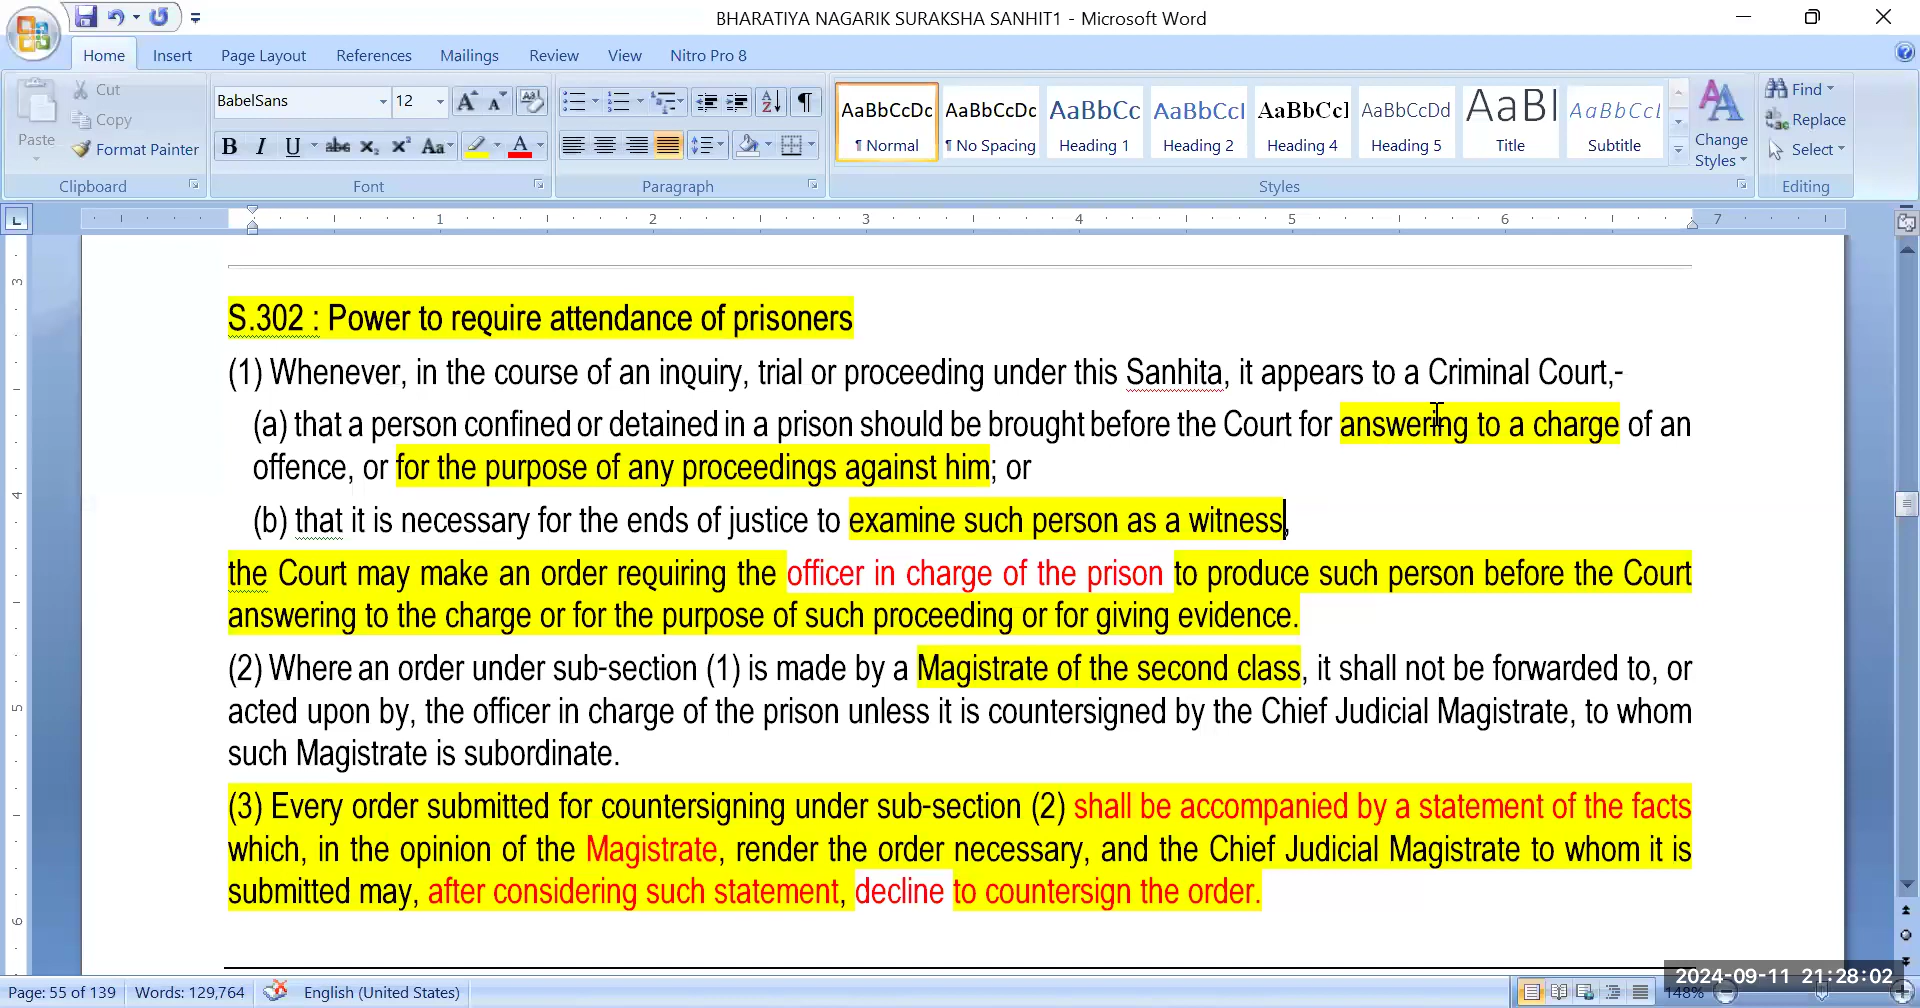 BHARATIYA NAGARIK SURAKSHA SANHIT1 - Microsoft Word
Home Insert Page Layout References Mailings Review View Nitro Pro 8
Paste
Cut
Copy
Format Painter
Clipboard
BabelSans 12
Font
Paragraph
AaBbCcDc AaBbCcDc AaBbCc AaBbCcI AaBbCcI AaBbCcDd AaBl AaBbCcL
¶ Normal ¶ No Spacing Heading 1 Heading 2 Heading 4 Heading 5 Title Subtitle
Styles
Change Styles
Find
Replace
Select
Editing
1 2 3 4 5 6 7
S.302 : Power to require attendance of prisoners
(1) Whenever, in the course of an inquiry, trial or proceeding under this Sanhita, it appears to a Criminal Court,-
(a) that a person confined or detained in a prison should be brought before the Court for answering to a charge of an
offence, or for the purpose of any proceedings against him; or
(b) that it is necessary for the ends of justice to examine such person as a witness,
the Court may make an order requiring the officer in charge of the prison to produce such person before the Court
answering to the charge or for the purpose of such proceeding or for giving evidence.
(2) Where an order under sub-section (1) is made by a Magistrate of the second class, it shall not be forwarded to, or
acted upon by, the officer in charge of the prison unless it is countersigned by the Chief Judicial Magistrate, to whom
such Magistrate is subordinate.
(3) Every order submitted for countersigning under sub-section (2) shall be accompanied by a statement of the facts
which, in the opinion of the Magistrate, render the order necessary, and the Chief Judicial Magistrate to whom it is
submitted may, after considering such statement, decline to countersign the order.
3
4
5
6
2024-09-11 21:28:02
Page: 55 of 139 Words: 129,764 English (United States) 148%